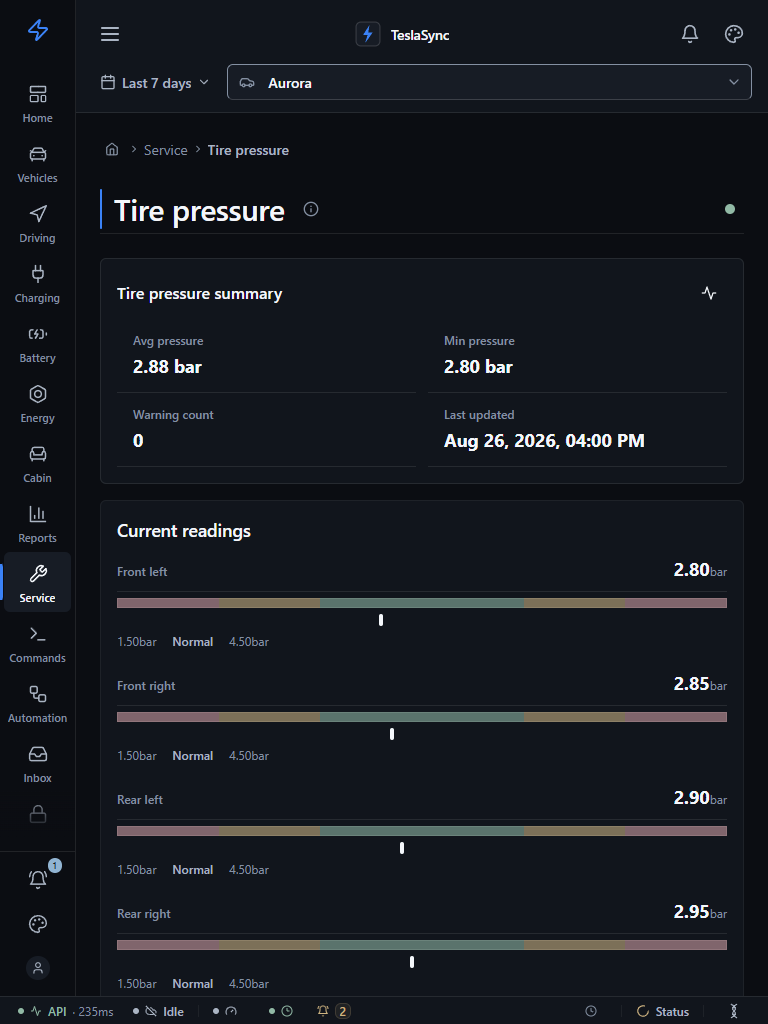 TeslaSync
Last 7 days
Aurora
Home
Vehicles
Driving
Charging
Battery
Energy
Cabin
Reports
Service
Commands
Automation
Inbox
1
Service > Tire pressure
Tire pressure
Tire pressure summary
Avg pressure
2.88 bar
Min pressure
2.80 bar
Warning count
0
Last updated
Aug 26, 2026, 04:00 PM
Current readings
Front left 2.80bar
1.50bar Normal 4.50bar
Front right 2.85bar
1.50bar Normal 4.50bar
Rear left 2.90bar
1.50bar Normal 4.50bar
Rear right 2.95bar
1.50bar Normal 4.50bar
API · 235ms Idle 2 Status